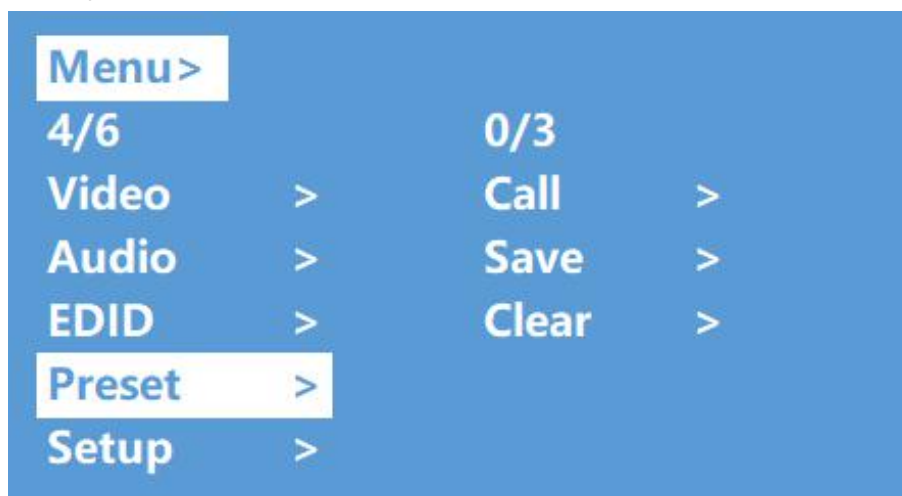 Menu>
4/6 0/3
Video > Call >
Audio > Save >
EDID > Clear >
Preset >
Setup >